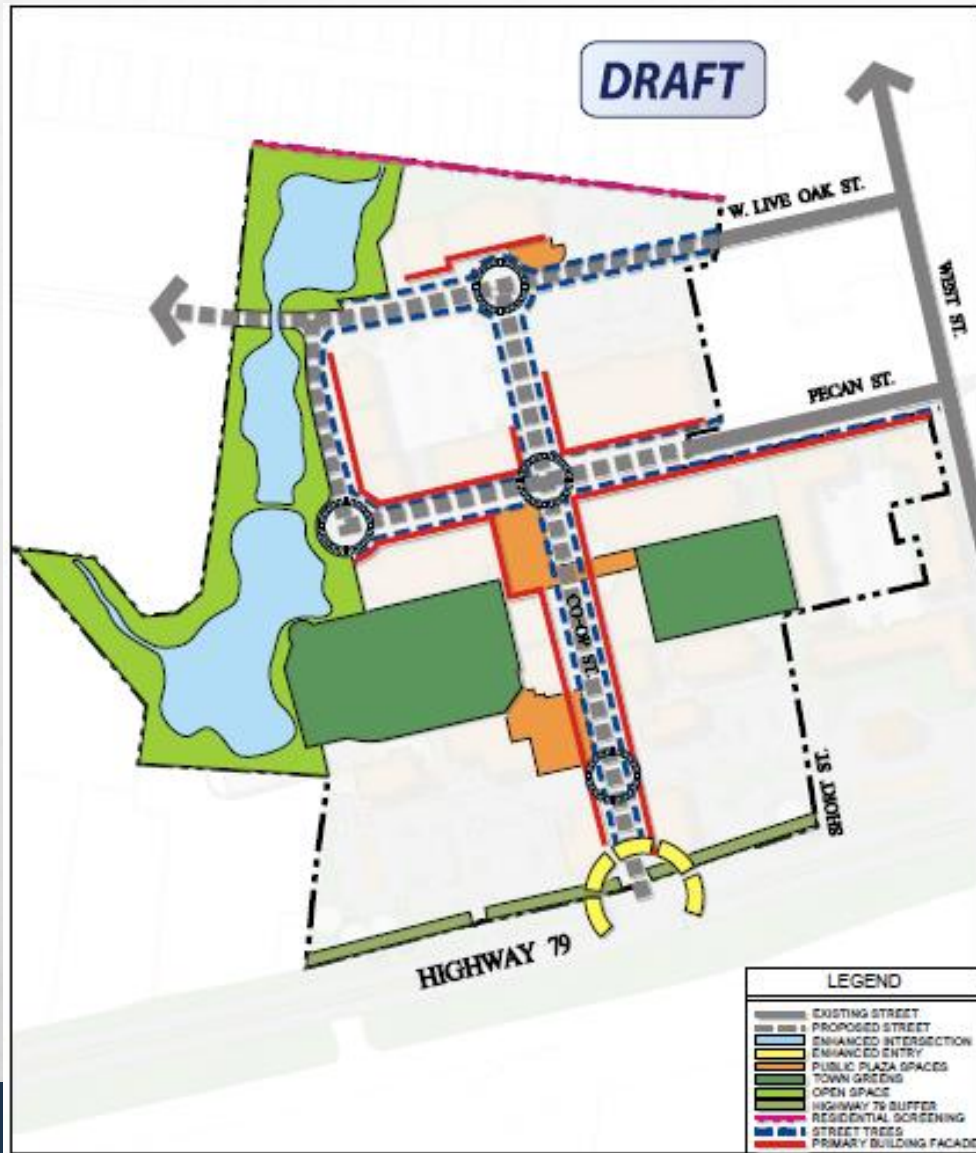 DRAFT
W. LIVE OAK ST.
WEST ST.
PECAN ST.
CO-OP ST.
SHORT ST.
HIGHWAY 79
LEGEND
EXISTING STREET
PROPOSED STREET
ENHANCED INTERSECTION
ENHANCED ENTRY
PUBLIC PLAZA SPACES
TOWN GREENS
OPEN SPACE
HIGHWAY 79 BUFFER
RESIDENTIAL SCREENING
STREET TREES
PRIMARY BUILDING FACADE